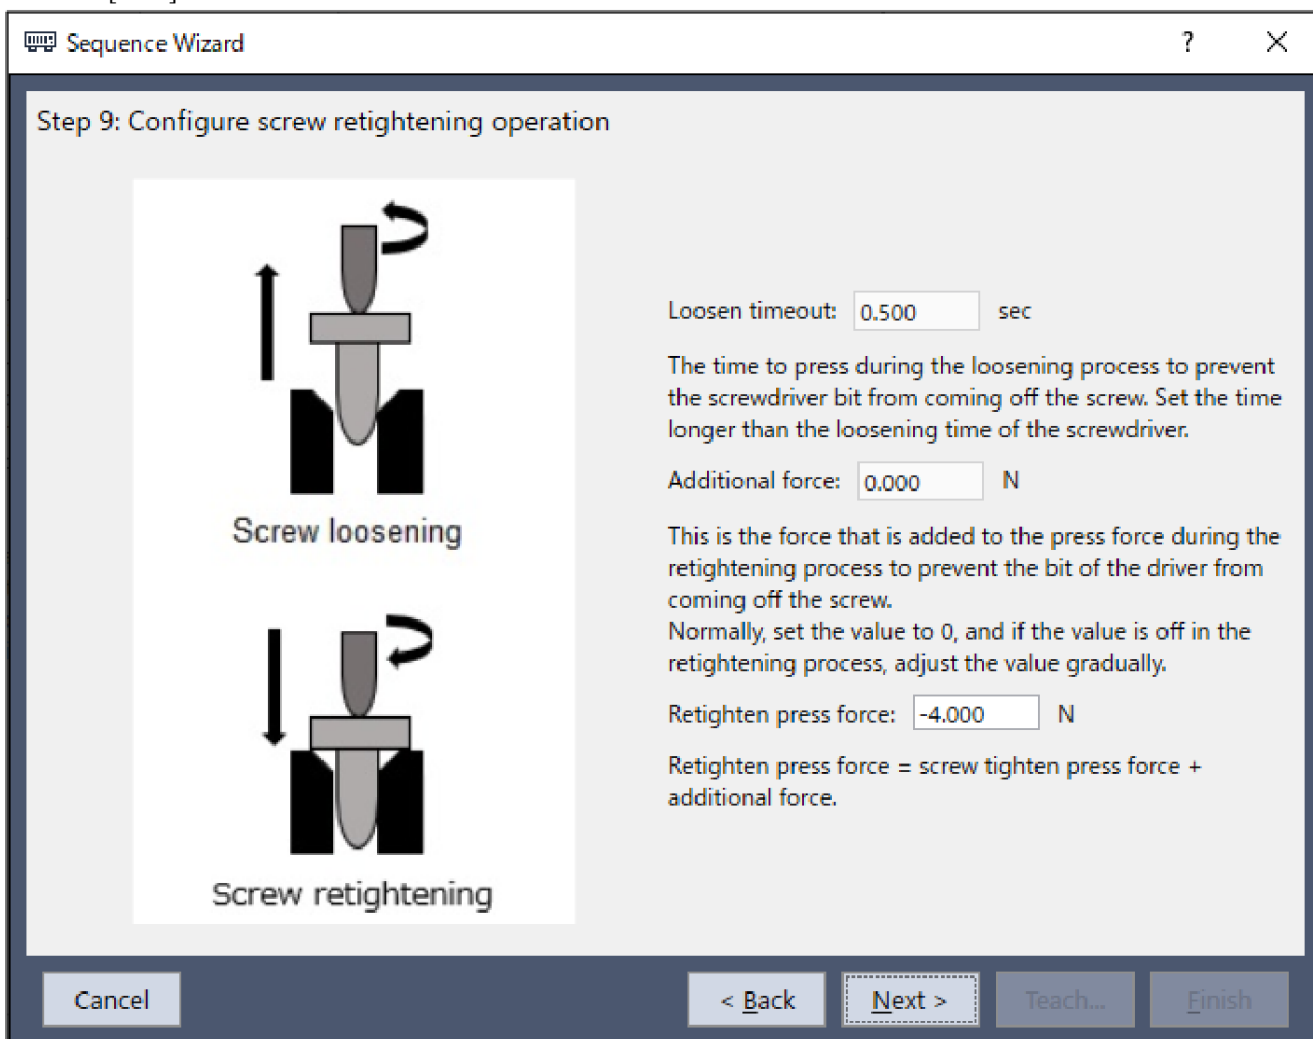 Sequence Wizard
?
Step 9: Configure screw retightening operation
Screw loosening
Screw retightening
Loosen timeout: 0.500 sec
The time to press during the loosening process to prevent
the screwdriver bit from coming off the screw. Set the time
longer than the loosening time of the screwdriver.
Additional force: 0.000 N
This is the force that is added to the press force during the
retightening process to prevent the bit of the driver from
coming off the screw.
Normally, set the value to 0, and if the value is off in the
retightening process, adjust the value gradually.
Retighten press force: -4.000 N
Retighten press force = screw tighten press force +
additional force.
Cancel
< Back
Next >
Teach...
Finish